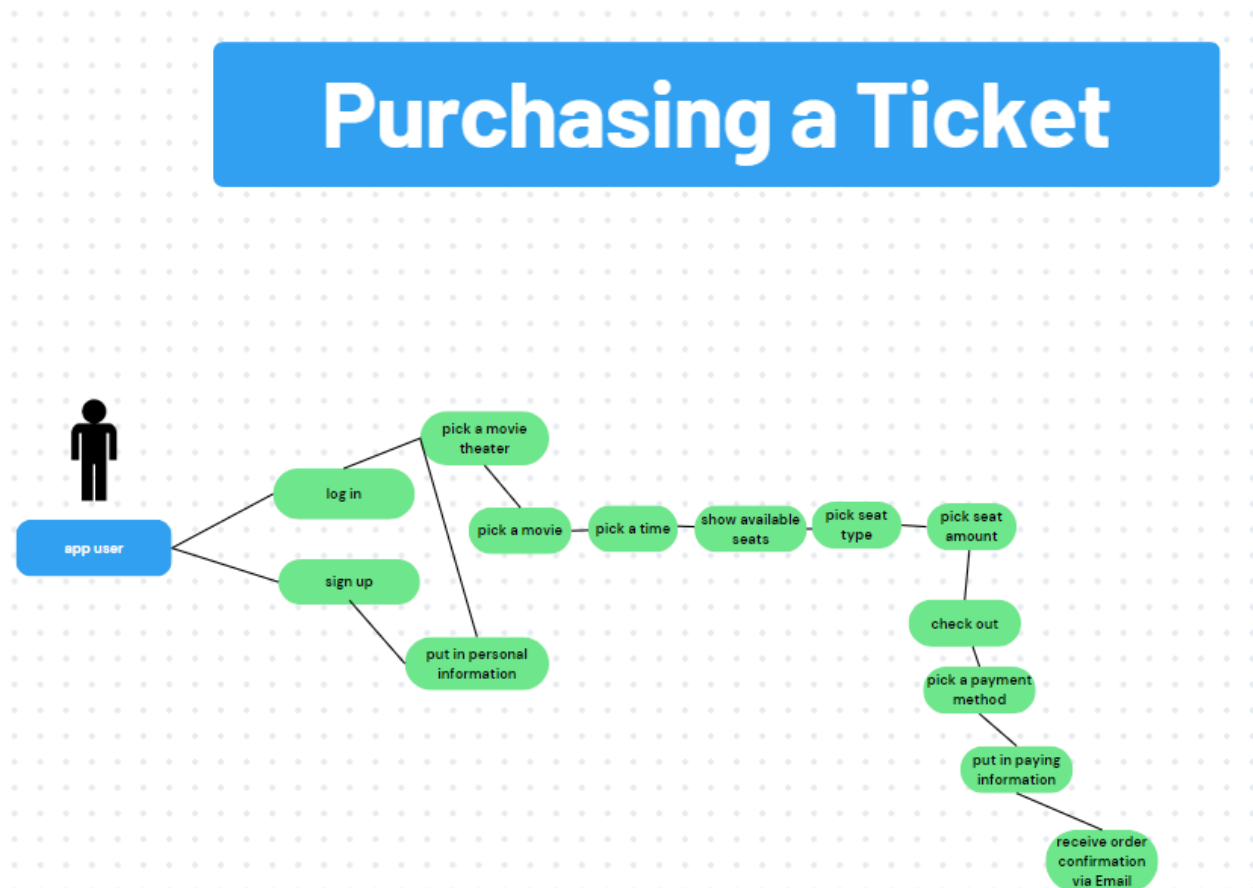 Purchasing a Ticket
app user
log in
sign up
put in personal
information
pick a movie
theater
pick a movie
pick a time
show available
seats
pick seat
type
pick seat
amount
check out
pick a payment
method
put in paying
information
receive order
confirmation
via Email